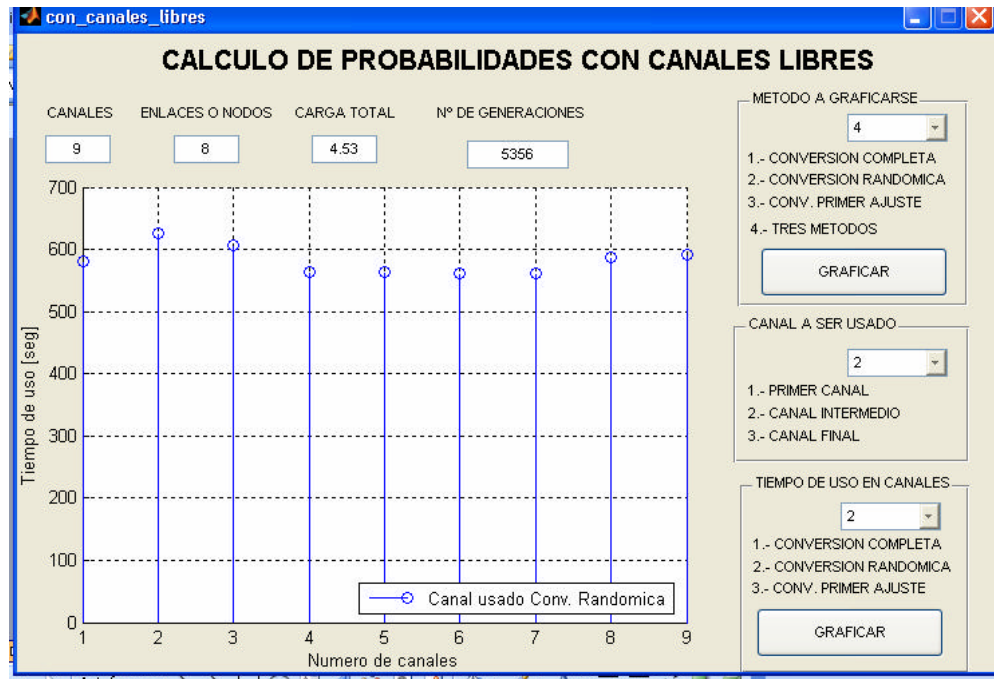 con_canales_libres
CALCULO DE PROBABILIDADES CON CANALES LIBRES
CANALES
ENLACES O NODOS
CARGA TOTAL
Nº DE GENERACIONES
9
8
4.53
5356
700
600
500
400
300
200
100
0
Tiempo de uso [seg]
1 2 3 4 5 6 7 8 9
Numero de canales
Canal usado Conv. Randomica
METODO A GRAFICARSE
4
1.- CONVERSION COMPLETA
2.- CONVERSION RANDOMICA
3.- CONV. PRIMER AJUSTE
4.- TRES METODOS
GRAFICAR
CANAL A SER USADO
2
1.- PRIMER CANAL
2.- CANAL INTERMEDIO
3.- CANAL FINAL
TIEMPO DE USO EN CANALES
2
1.- CONVERSION COMPLETA
2.- CONVERSION RANDOMICA
3.- CONV. PRIMER AJUSTE
GRAFICAR